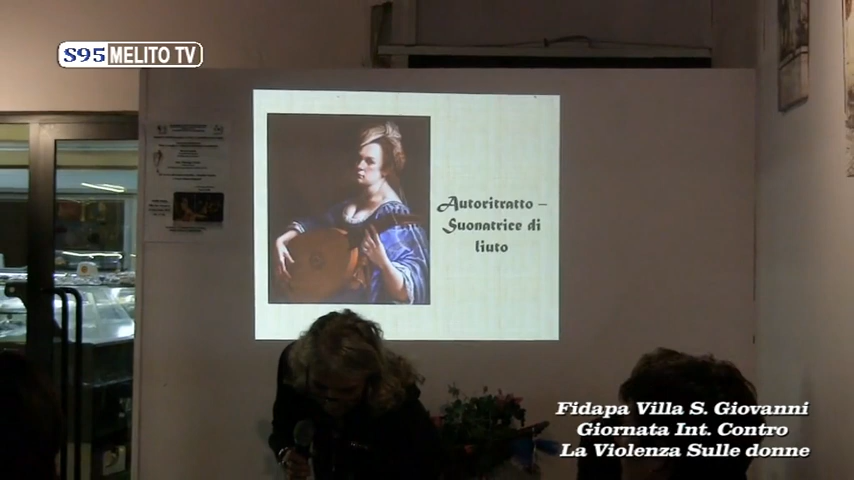 S95 MELITO TV
Autoritratto –
Suonatrice di
liuto
Fidapa Villa S. Giovanni
Giornata Int. Contro
La Violenza Sulle donne